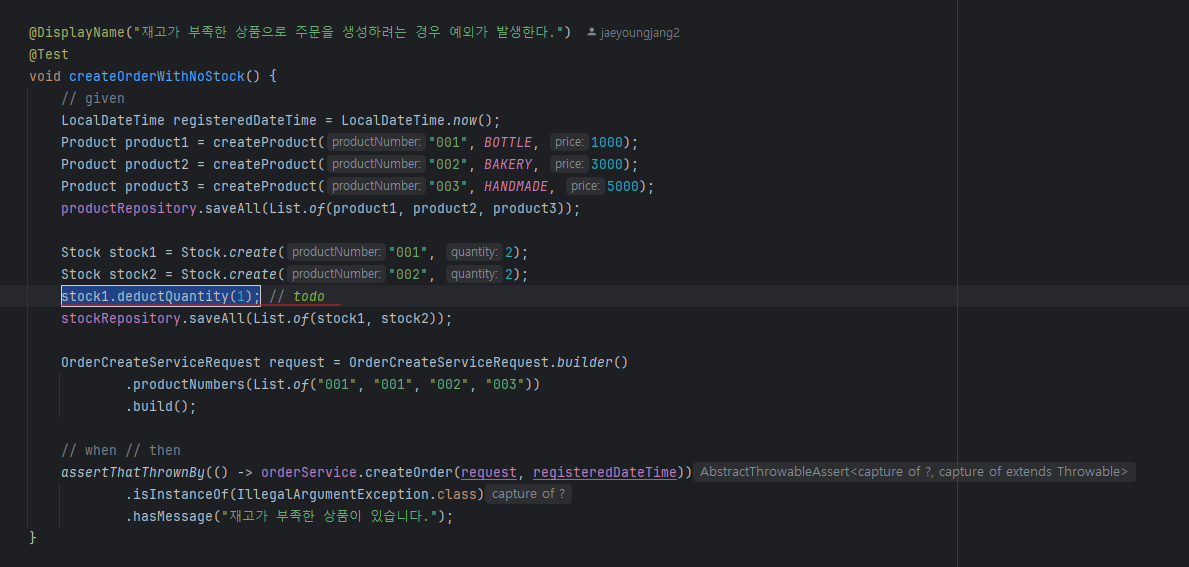 @DisplayName("재고가 부족한 상품으로 주문을 생성하려는 경우 예외가 발생한다.") jaeyoungjang2
@Test
void createOrderWithNoStock() {
// given
LocalDateTime registeredDateTime = LocalDateTime.now();
Product product1 = createProduct( productNumber: "001", BOTTLE, price: 1000);
Product product2 = createProduct( productNumber: "002", BAKERY, price: 3000);
Product product3 = createProduct( productNumber: "003", HANDMADE, price: 5000);
productRepository.saveAll(List.of(product1, product2, product3));
Stock stock1 = Stock.create( productNumber: "001", quantity: 2);
Stock stock2 = Stock.create( productNumber: "002", quantity: 2);
stock1.deductQuantity(1); // todo
stockRepository.saveAll(List.of(stock1, stock2));
OrderCreateServiceRequest request = OrderCreateServiceRequest.builder()
.productNumbers(List.of("001", "001", "002", "003"))
.build();
// when // then
assertThatThrownBy(() -> orderService.createOrder(request, registeredDateTime)) AbstractThrowableAssert<capture of ?, capture of extends Throwable>
.isInstanceOf(IllegalArgumentException.class) capture of ?
.hasMessage("재고가 부족한 상품이 있습니다.");
}